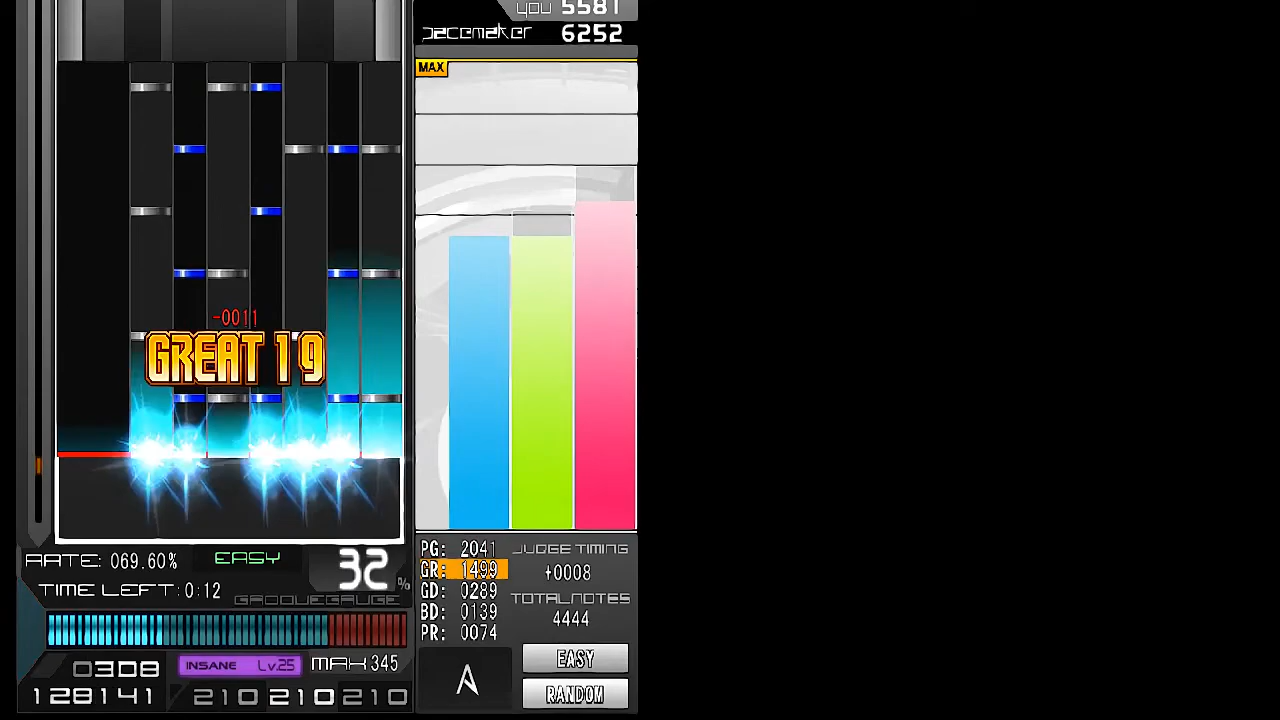 you 5581
pacemaker 6252
MAX
-0011
GREAT 19
RATE: 069.60% EASY 32 %
TIME LEFT: 0:12
GROOVEGAUGE
0308 INSANE Lv.25 MAX 345
128141 210 210 210
PG: 2041
GR: 1499
GD: 0289
BD: 0139
PR: 0074
JUDGE TIMING
+0008
TOTALNOTES
4444
A
EASY
RANDOM